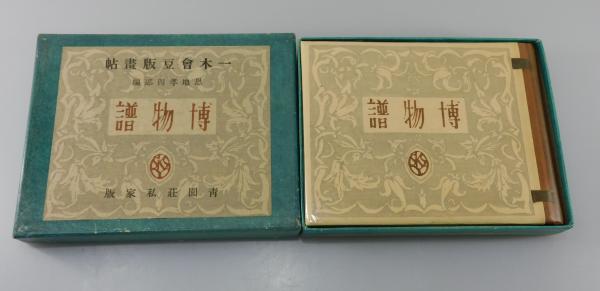 一木會豆版畫帖
恩地孝四郎編
博物譜
青園荘私家版
博物譜